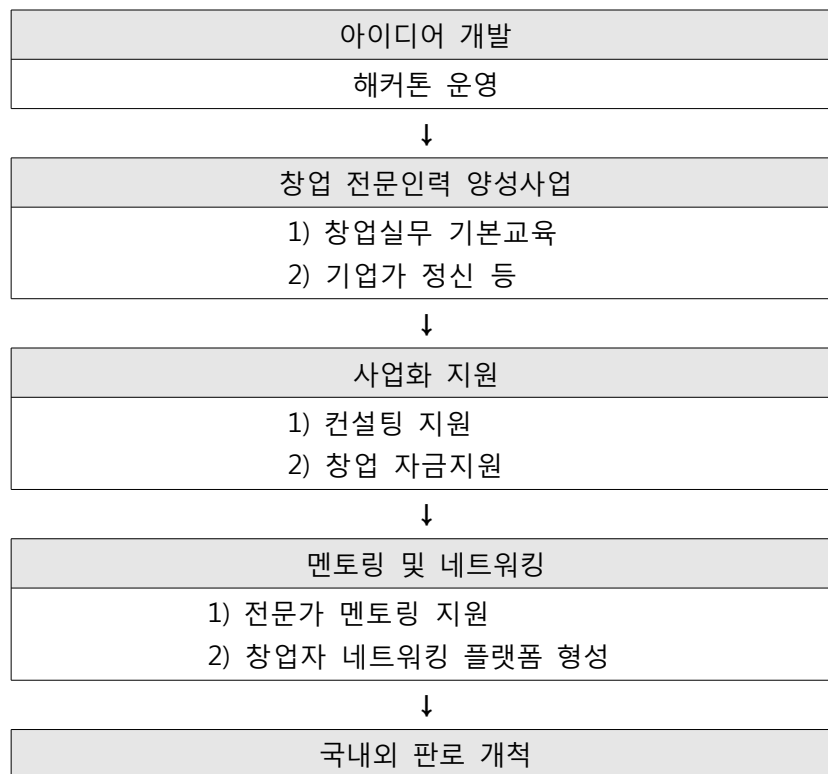 아이디어 개발
해커톤 운영
↓
창업 전문인력 양성사업
1) 창업실무 기본교육
2) 기업가 정신 등
↓
사업화 지원
1) 컨설팅 지원
2) 창업 자금지원
↓
멘토링 및 네트워킹
1) 전문가 멘토링 지원
2) 창업자 네트워킹 플랫폼 형성
↓
국내외 판로 개척